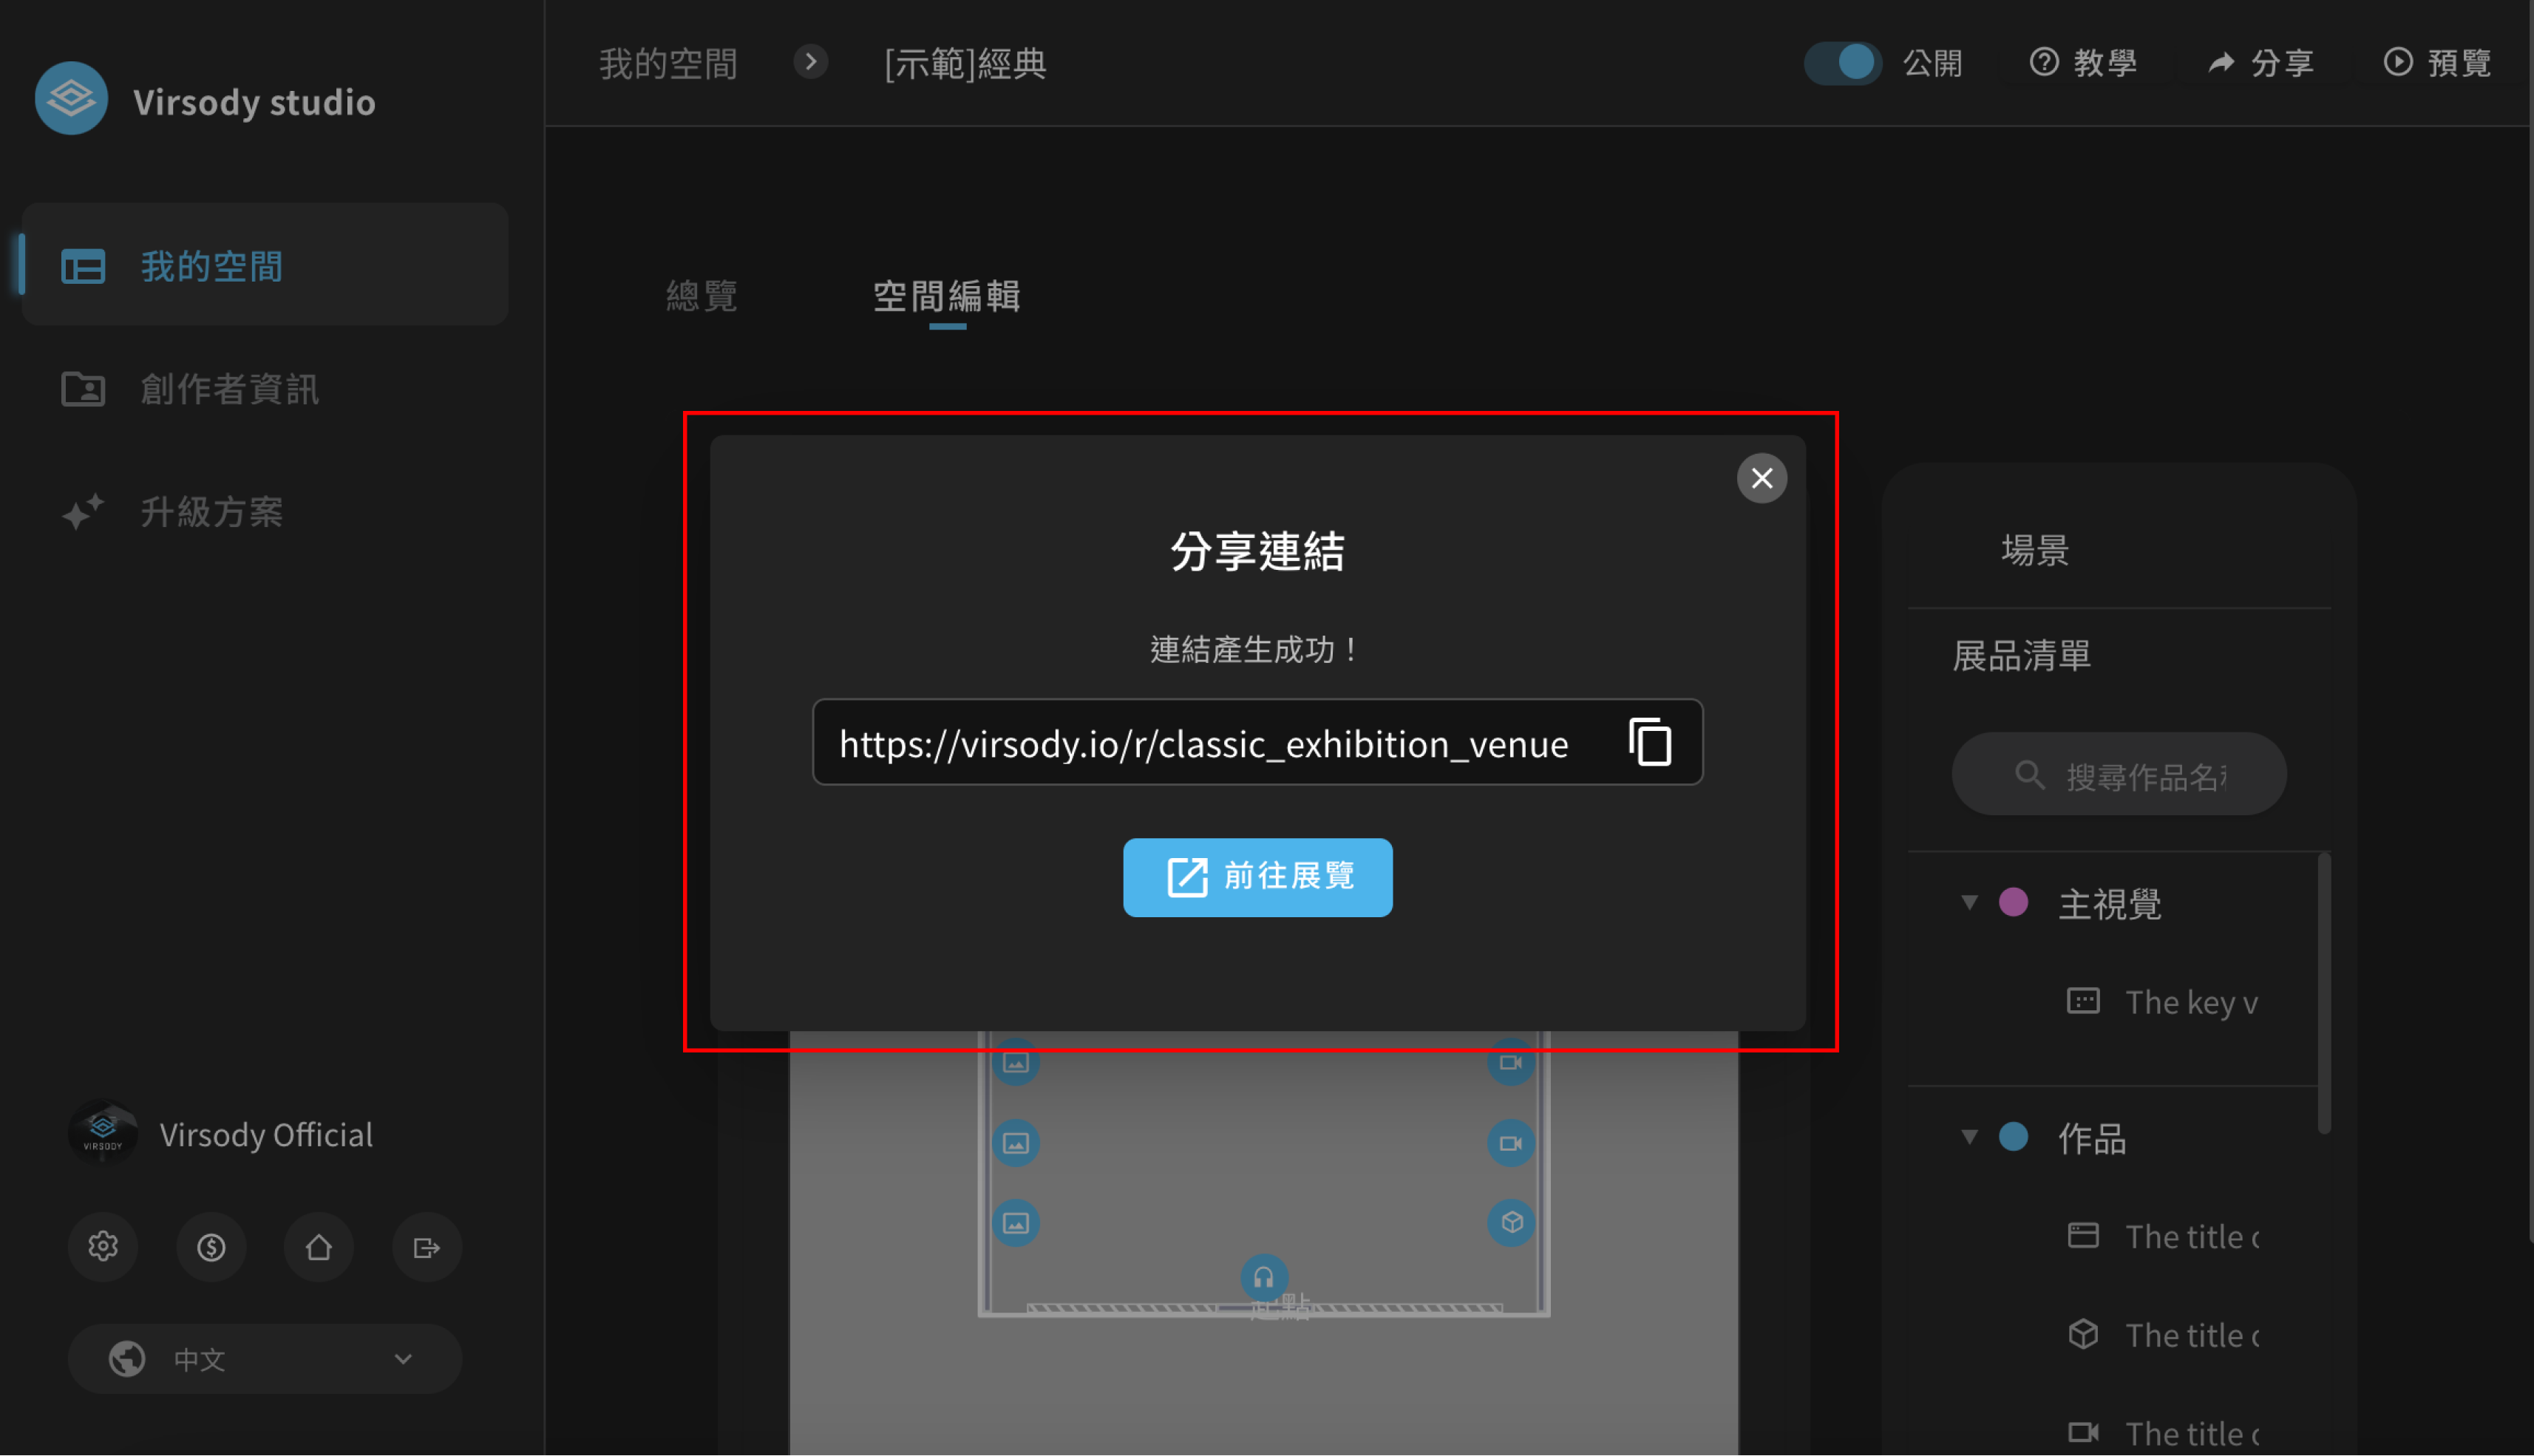 Virsody studio
我的空間
創作者資訊
升級方案
VIRSODY
Virsody Official
中文
我的空間
[示範]經典
公開
教學
分享
預覽
總覽
空間編輯
分享連結
連結產生成功！
https://virsody.io/r/classic_exhibition_venue
前往展覽
起點
場景
展品清單
搜尋作品名
主視覺
The key v
作品
The title
The title
The title